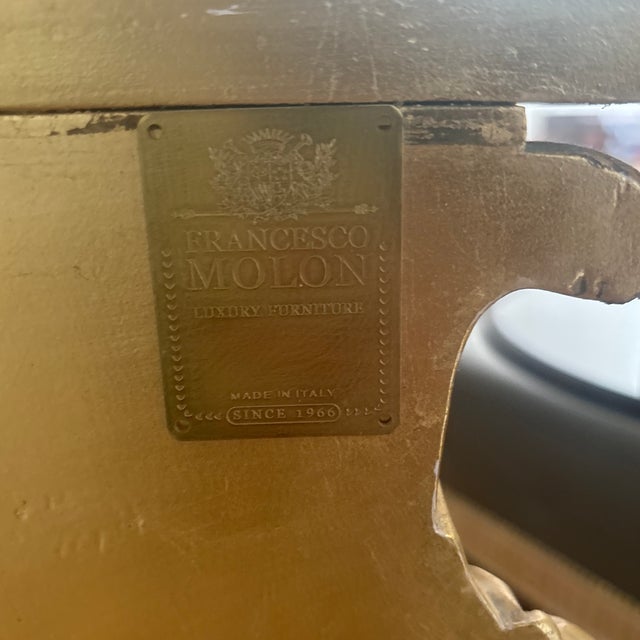 FRANCESCO
MOLON
LUXURY FURNITURE
MADE IN ITALY
SINCE 1966